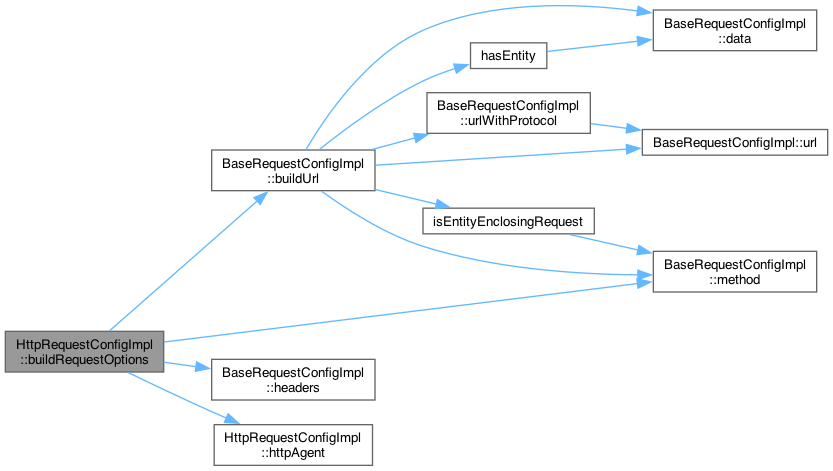 BaseRequestConfigImpl
::data
hasEntity
BaseRequestConfigImpl
::urlWithProtocol
BaseRequestConfigImpl::url
BaseRequestConfigImpl
::buildUrl
isEntityEnclosingRequest
BaseRequestConfigImpl
::method
HttpRequestConfigImpl
::buildRequestOptions
BaseRequestConfigImpl
::headers
HttpRequestConfigImpl
::httpAgent